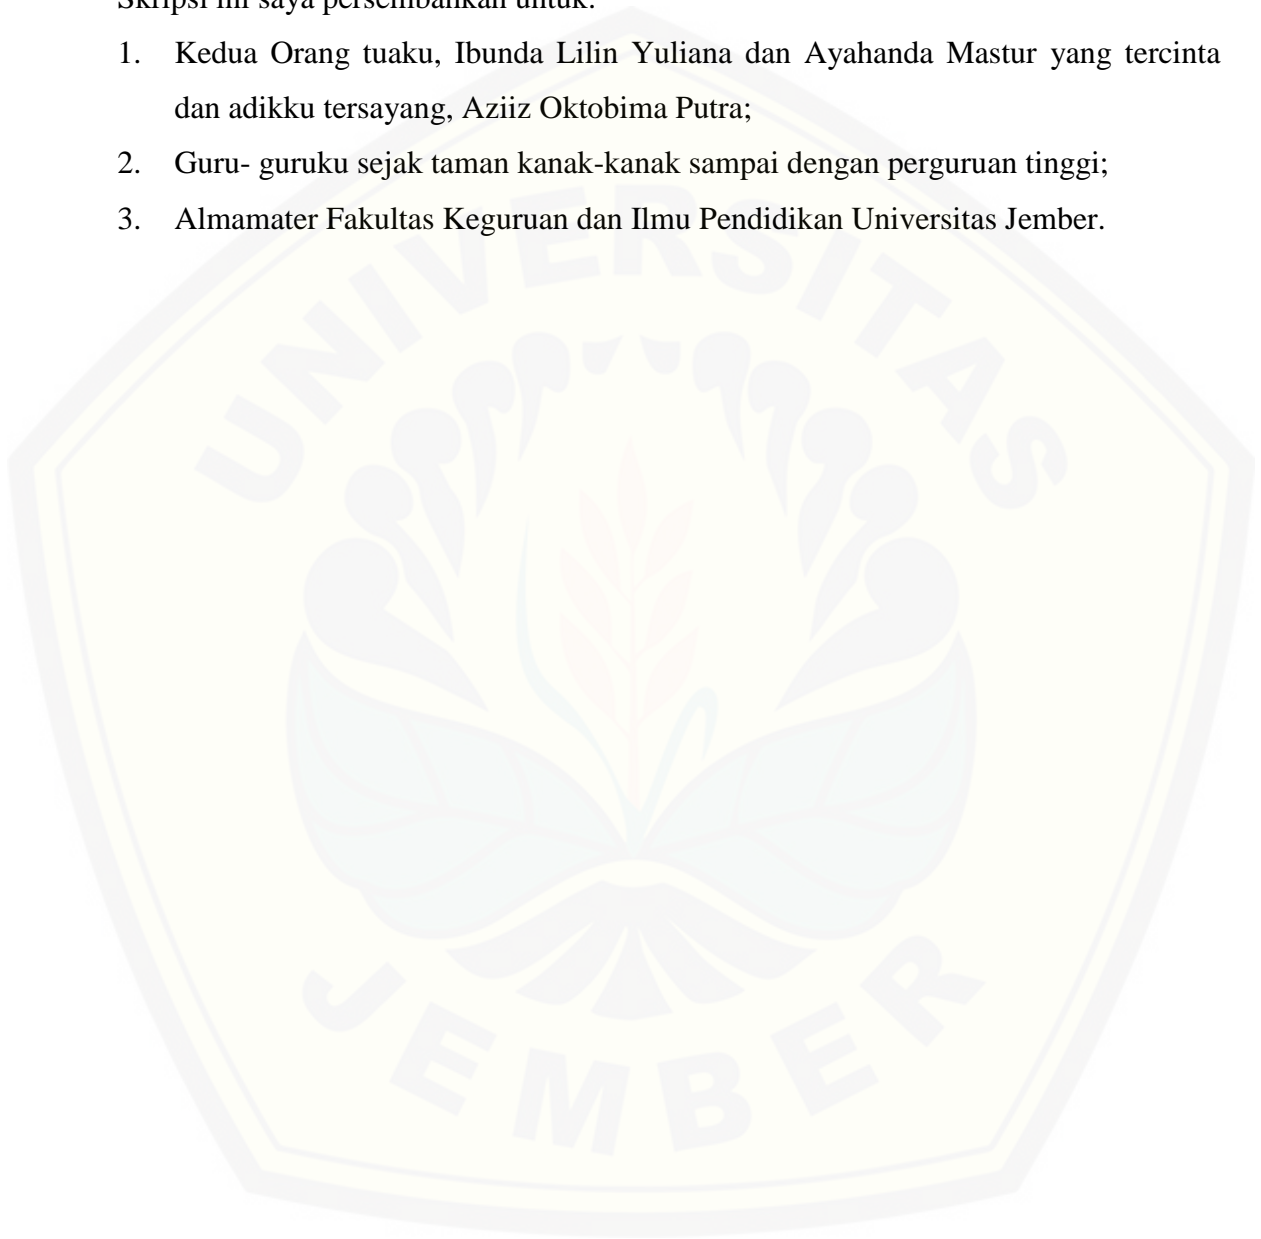 Skripsi ini saya persembahkan untuk:
1. Kedua Orang tuaku, Ibunda Lilin Yuliana dan Ayahanda Mastur yang tercinta
dan adikku tersayang, Aziiz Oktobima Putra;
2. Guru- guruku sejak taman kanak-kanak sampai dengan perguruan tinggi;
3. Almamater Fakultas Keguruan dan Ilmu Pendidikan Universitas Jember.
UNIVERSITAS
JEMBER